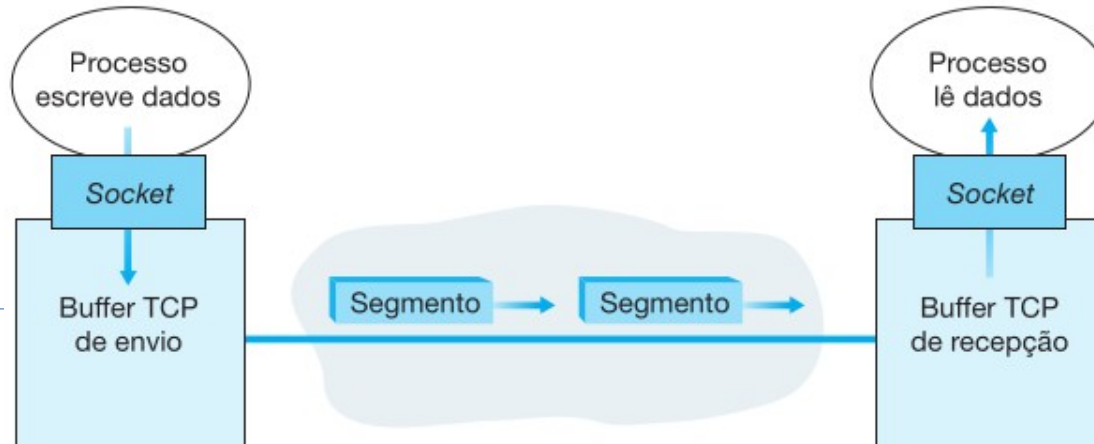 Processo
escreve dados
Socket
Buffer TCP
de envio
Segmento
Segmento
Processo
lê dados
Socket
Buffer TCP
de recepção